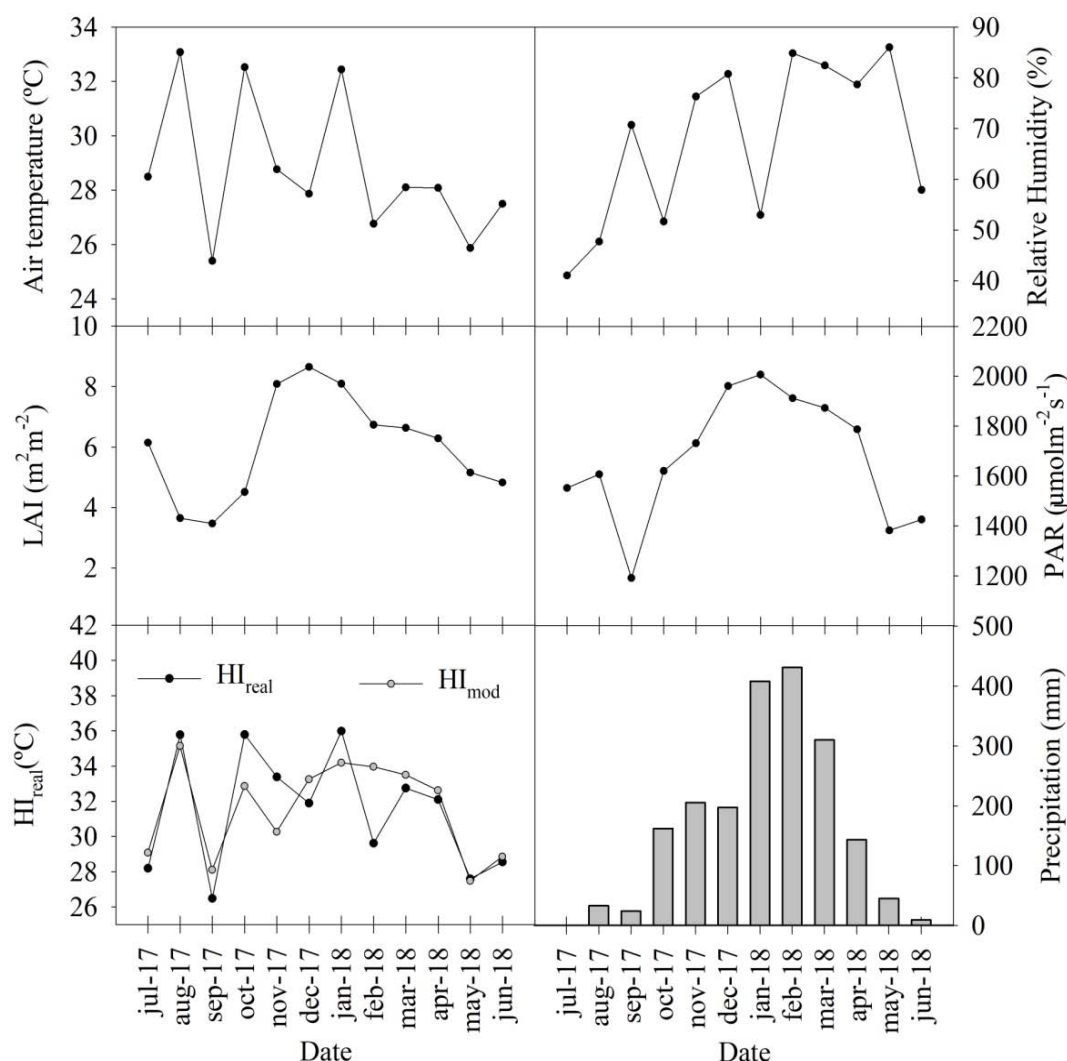 Air temperature (ºC)
34
32
30
28
26
24
Relative Humidity (%)
90
80
70
60
50
40
LAI (m²m⁻²)
10
8
6
4
2
PAR (µmolm⁻²s⁻¹)
2200
2000
1800
1600
1400
1200
HIreal(ºC)
42
40
38
36
34
32
30
28
26
HIreal
HImod
Precipitation (mm)
500
400
300
200
100
0
jul-17
aug-17
sep-17
oct-17
nov-17
dec-17
jan-18
feb-18
mar-18
apr-18
may-18
jun-18
Date
jul-17
aug-17
sep-17
oct-17
nov-17
dec-17
jan-18
feb-18
mar-18
apr-18
may-18
jun-18
Date